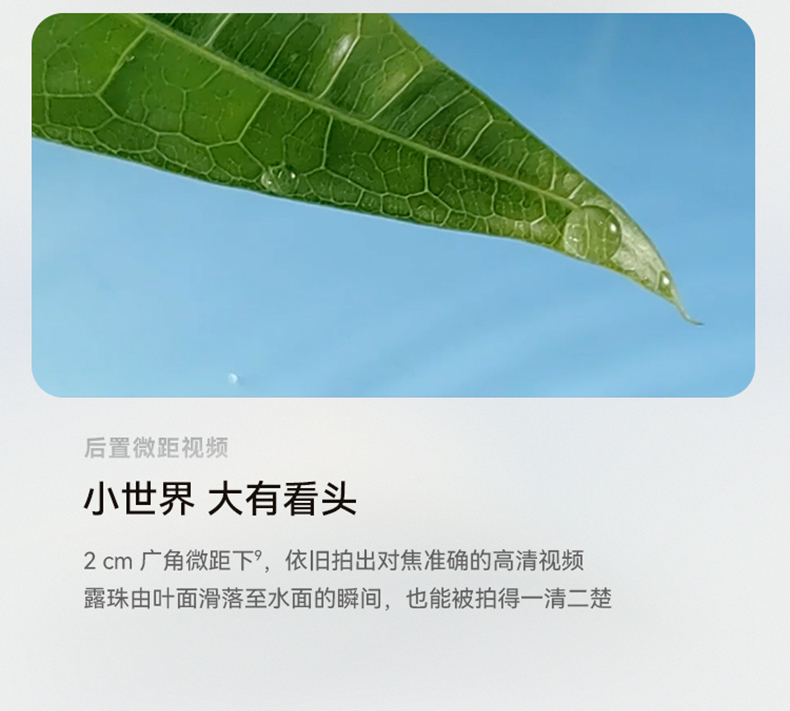 后置微距视频
小世界 大有看头
2 cm 广角微距下⁹，依旧拍出对焦准确的高清视频
露珠由叶面滑落至水面的瞬间，也能被拍得一清二楚